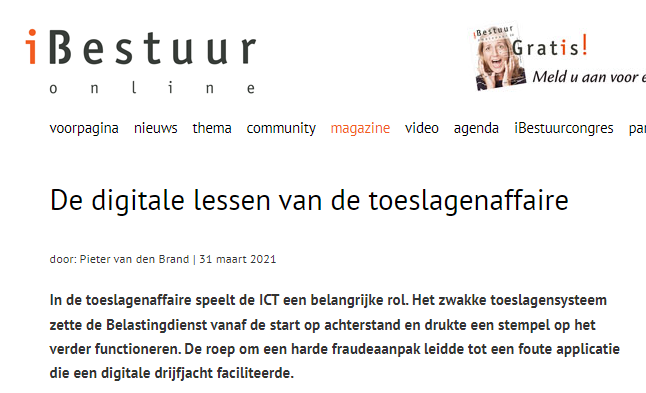 iBestuur
online
iBestuur
Gratis!
Meld u aan voor
voorpagina nieuws thema community magazine video agenda iBestuurcongres
De digitale lessen van de toeslagenaffaire
door: Pieter van den Brand | 31 maart 2021
In de toeslagenaffaire speelt de ICT een belangrijke rol. Het zwakke toeslagensysteem
zette de Belastingdienst vanaf de start op achterstand en drukte een stempel op het
verder functioneren. De roep om een harde fraudeaanpak leidde tot een foute applicatie
die een digitale drijfjacht faciliteerde.